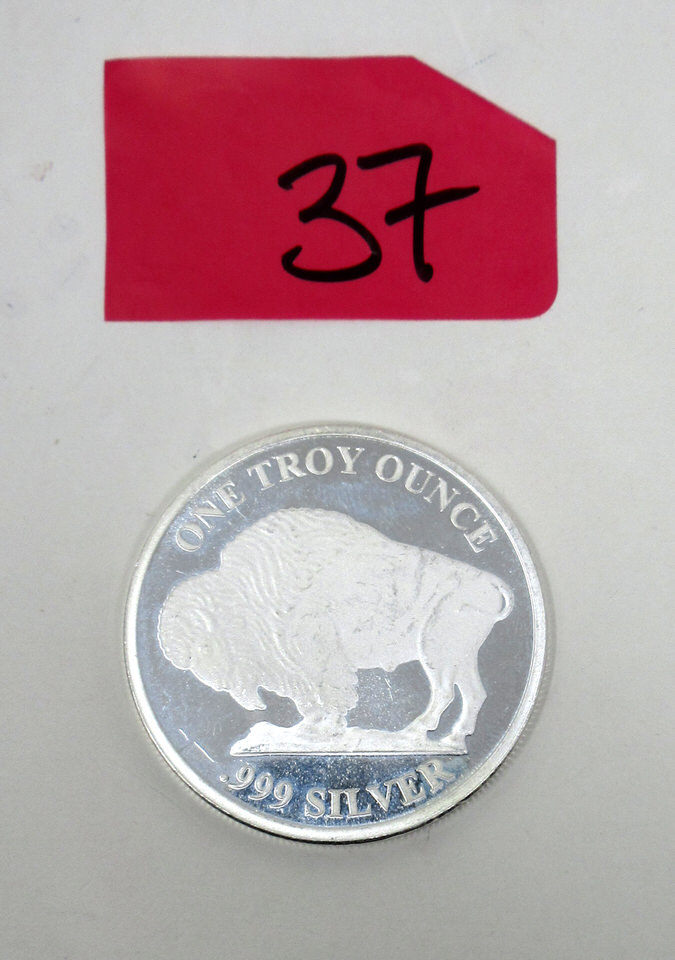 37
ONE TROY OUNCE
.999 SILVER